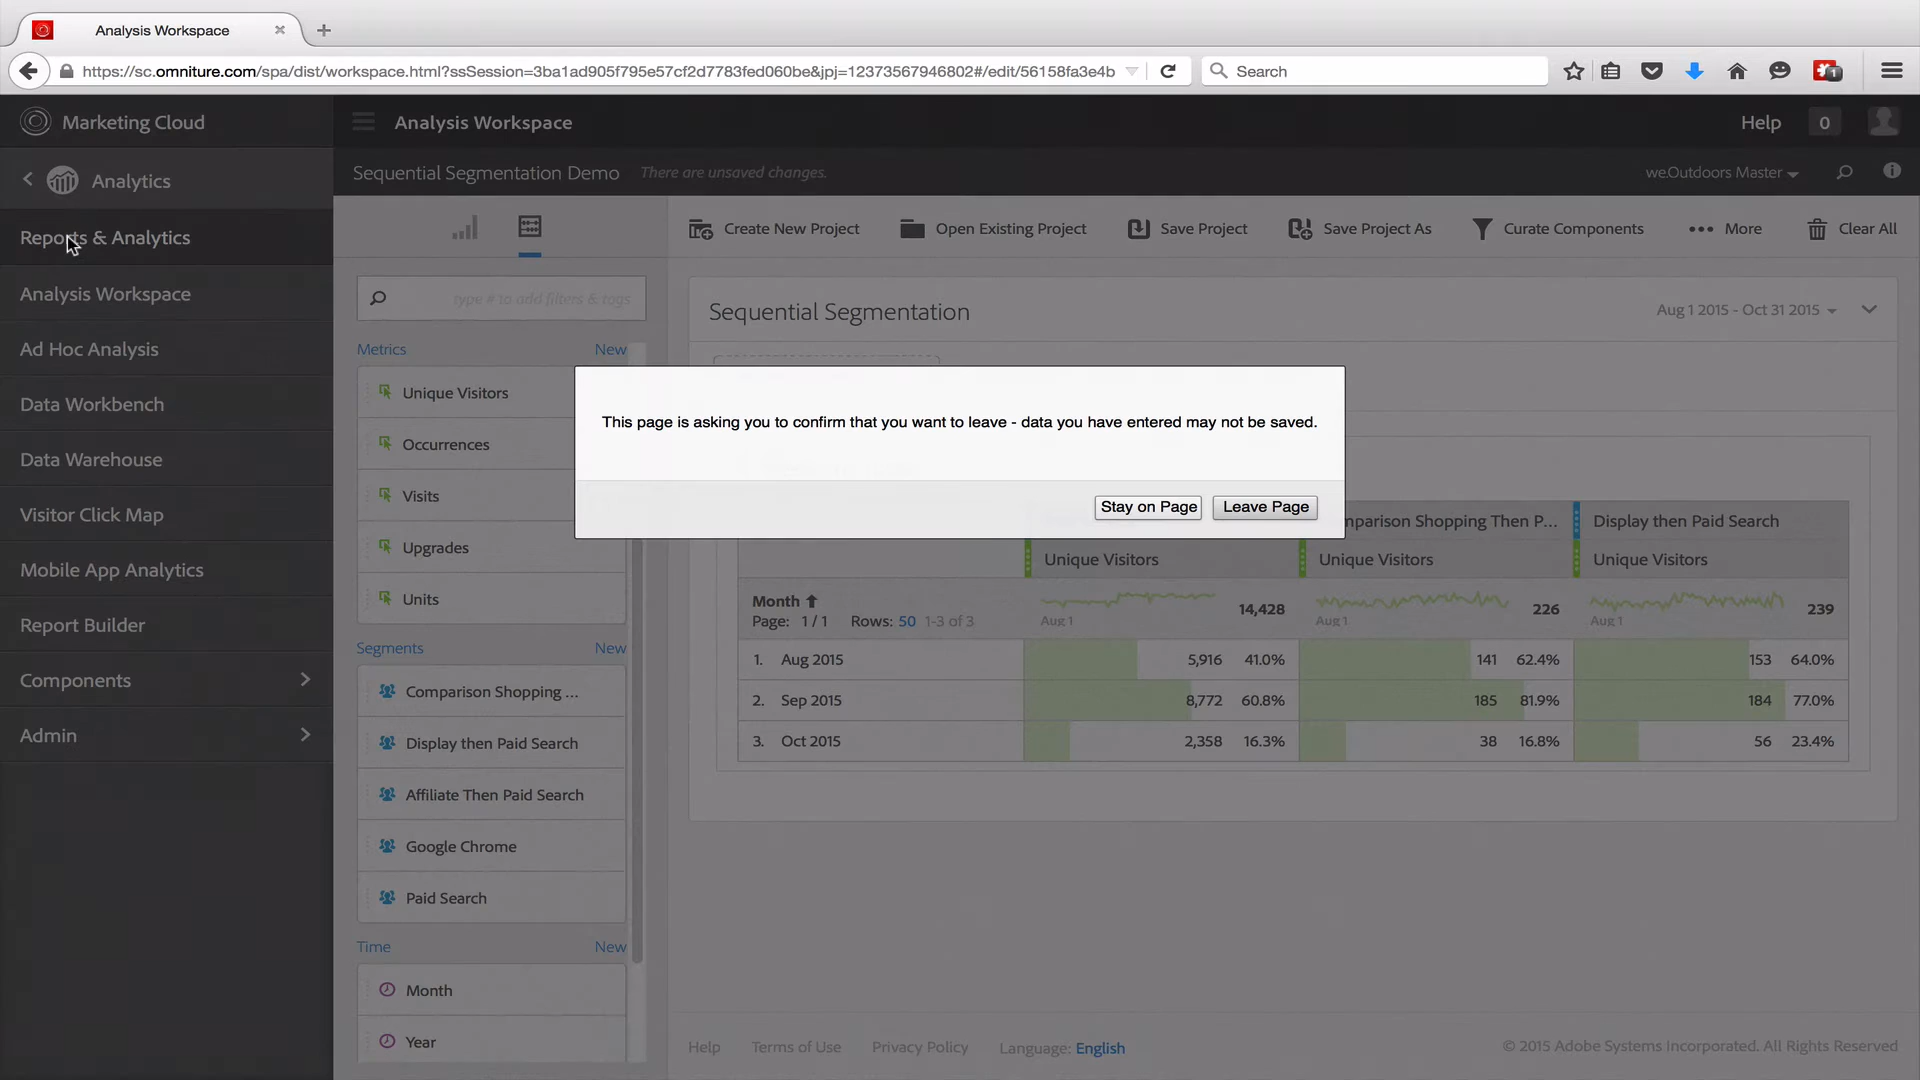 Analysis Workspace
https://sc.omniture.com/spa/dist/workspace.html?ssSession=3ba1ad905f795e57cf2d7783fed060be&jpj=12373567946802#/edit/56158fa3e4b
Search
1
Marketing Cloud
Analysis Workspace
Help
0
Analytics
Sequential Segmentation Demo
There are unsaved changes.
we.Outdoors Master
Reports & Analytics
Analysis Workspace
Ad Hoc Analysis
Data Workbench
Data Warehouse
Visitor Click Map
Mobile App Analytics
Report Builder
Components
Admin
Create New Project
Open Existing Project
Save Project
Save Project As
Curate Components
More
Clear All
type # to add filters & tags
Metrics New
Unique Visitors
Occurrences
Visits
Upgrades
Units
Segments New
Comparison Shopping ...
Display then Paid Search
Affiliate Then Paid Search
Google Chrome
Paid Search
Time New
Month
Year
Sequential Segmentation
Aug 1 2015 - Oct 31 2015
This page is asking you to confirm that you want to leave - data you have entered may not be saved.
Stay on Page
Leave Page
mparison Shopping Then P...
Display then Paid Search
Unique Visitors
Unique Visitors
Unique Visitors
Month
Page: 1 / 1 Rows: 50 1-3 of 3
Aug 1 14,428
Aug 1 226
Aug 1 239
1. Aug 2015 5,916 41.0% 141 62.4% 153 64.0%
2. Sep 2015 8,772 60.8% 185 81.9% 184 77.0%
3. Oct 2015 2,358 16.3% 38 16.8% 56 23.4%
Help
Terms of Use
Privacy Policy
Language: English
© 2015 Adobe Systems Incorporated. All Rights Reserved